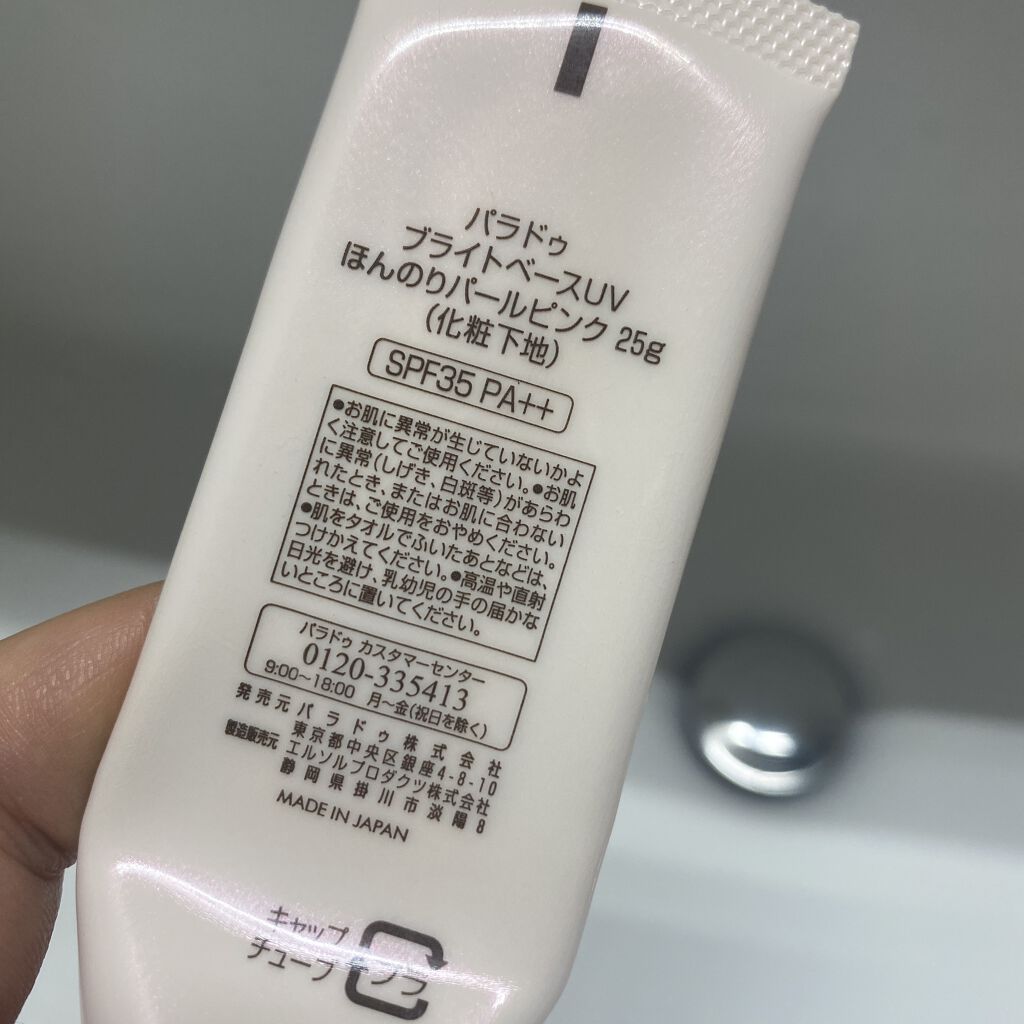 パラドゥ
ブライトベースUV
ほんのりパールピンク 25g
(化粧下地)
SPF35 PA++
●お肌に異常が生じていないかよ
く注意してご使用ください。●お肌
に異常(しげき、白斑等)があらわ
れたとき、またはお肌に合わない
ときは、ご使用をおやめください。
●肌をタオルでふいたあとなどは、
つけかえてください。●高温や直射
日光を避け、乳幼児の手の届かな
いところに置いてください。
パラドゥ カスタマーセンター
0120-335413
9:00~18:00 月~金(祝日を除く)
発売元 パラドゥ株式会社
東京都中央区銀座4-8-10
製造販売元 エルソルプロダクツ株式会社
静岡県掛川市淡陽8
MADE IN JAPAN
キャップ
チューブ プラ